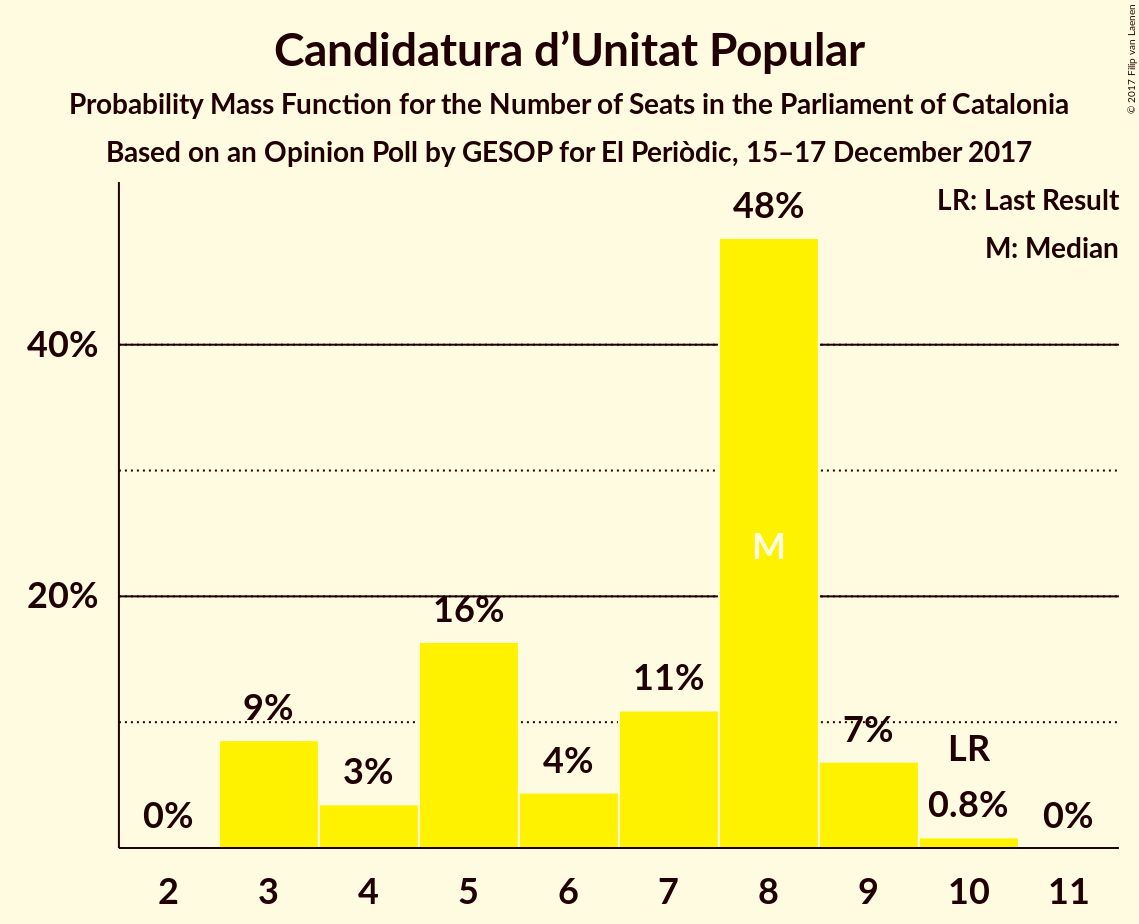 Candidatura d’Unitat Popular
Probability Mass Function for the Number of Seats in the Parliament of Catalonia
Based on an Opinion Poll by GESOP for El Periòdic, 15–17 December 2017
© 2017 Filip van Laenen
LR: Last Result
M: Median
40%
20%
0%
9%
3%
16%
4%
11%
48%
M
7%
LR
0.8%
0%
2 3 4 5 6 7 8 9 10 11